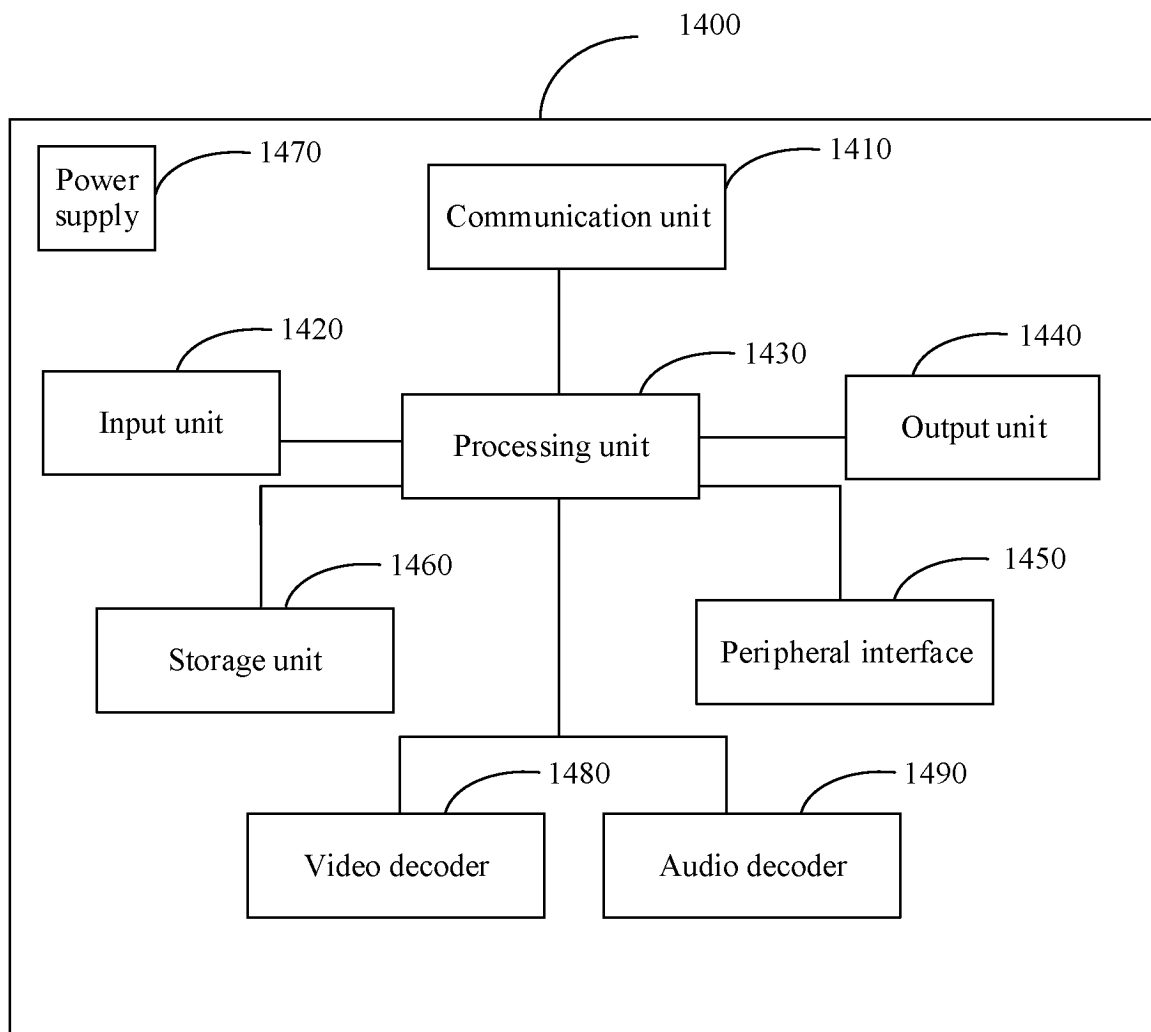 1400
Power
supply
1470
Communication unit
1410
Input unit
1420
Processing unit
1430
Output unit
1440
Storage unit
1460
Peripheral interface
1450
Video decoder
1480
Audio decoder
1490